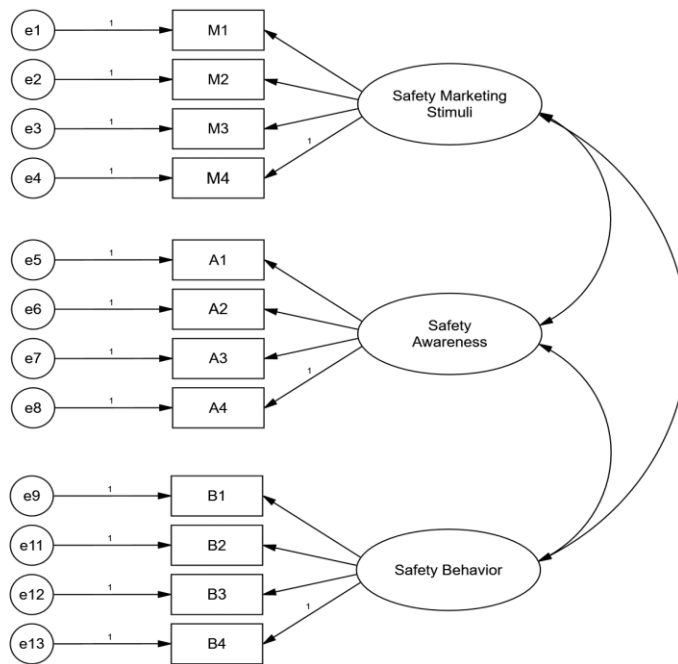 e1 1 M1
e2 1 M2
Safety Marketing
Stimuli
e3 1 M3
e4 1 M4 1
e5 1 A1
e6 1 A2
Safety
Awareness
e7 1 A3
e8 1 A4 1
e9 1 B1
e11 1 B2
Safety Behavior
e12 1 B3
e13 1 B4 1